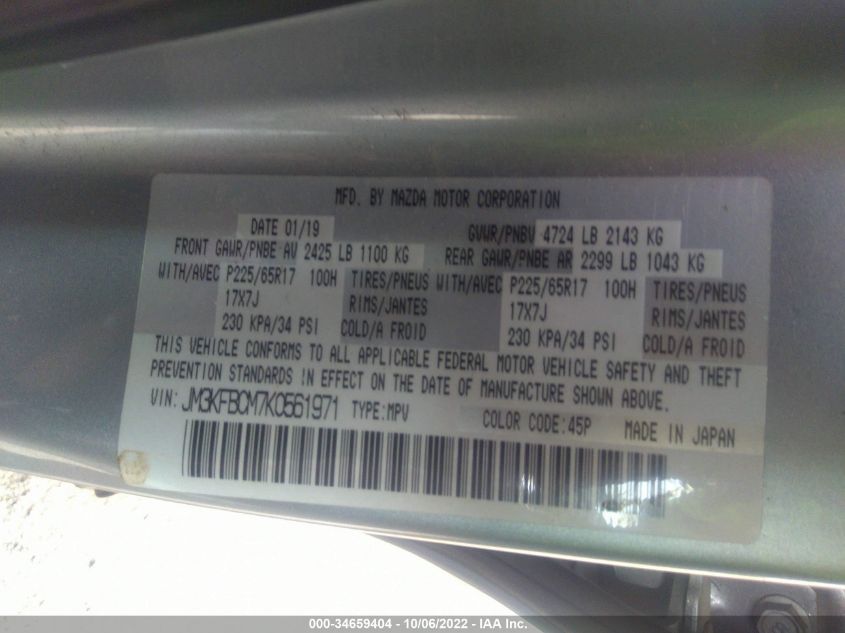 MFD. BY MAZDA MOTOR CORPORATION
DATE 01/19 GVWR/PNBV 4724 LB 2143 KG
FRONT GAWR/PNBE AV 2425 LB 1100 KG REAR GAWR/PNBE AR 2299 LB 1043 KG
WITH/AVEC P225/65R17 100H TIRES/PNEUS WITH/AVEC P225/65R17 100H TIRES/PNEUS
17X7J RIMS/JANTES 17X7J RIMS/JANTES
230 KPA/34 PSI COLD/A FROID 230 KPA/34 PSI COLD/A FROID
THIS VEHICLE CONFORMS TO ALL APPLICABLE FEDERAL MOTOR VEHICLE SAFETY AND THEFT
PREVENTION STANDARDS IN EFFECT ON THE DATE OF MANUFACTURE SHOWN ABOVE.
VIN: JM3KFBCM7K0561971 TYPE:MPV COLOR CODE:45P MADE IN JAPAN
000-34659404 - 10/06/2022 - IAA Inc.